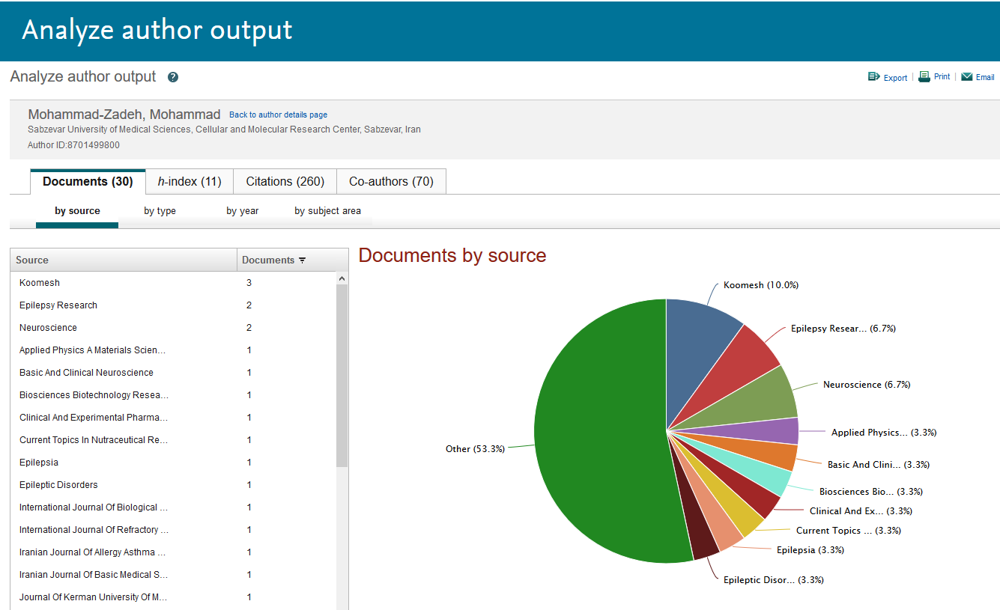 Analyze author output
Analyze author output ?
Export | Print | Email
Mohammad-Zadeh, Mohammad Back to author details page
Sabzevar University of Medical Sciences, Cellular and Molecular Research Center, Sabzevar, Iran
Author ID:8701499800
Documents (30) h-index (11) Citations (260) Co-authors (70)
by source by type by year by subject area
Source Documents
Koomesh 3
Epilepsy Research 2
Neuroscience 2
Applied Physics A Materials Scien... 1
Basic And Clinical Neuroscience 1
Biosciences Biotechnology Resea... 1
Clinical And Experimental Pharma... 1
Current Topics In Nutraceutical Re... 1
Epilepsia 1
Epileptic Disorders 1
International Journal Of Biological ... 1
International Journal Of Refractory ... 1
Iranian Journal Of Allergy Asthma ... 1
Iranian Journal Of Basic Medical S... 1
Journal Of Kerman University Of M... 1
Documents by source
Koomesh (10.0%)
Epilepsy Resear... (6.7%)
Neuroscience (6.7%)
Applied Physics... (3.3%)
Basic And Clini... (3.3%)
Biosciences Bio... (3.3%)
Clinical And Ex... (3.3%)
Current Topics ... (3.3%)
Epilepsia (3.3%)
Epileptic Disor... (3.3%)
Other (53.3%)